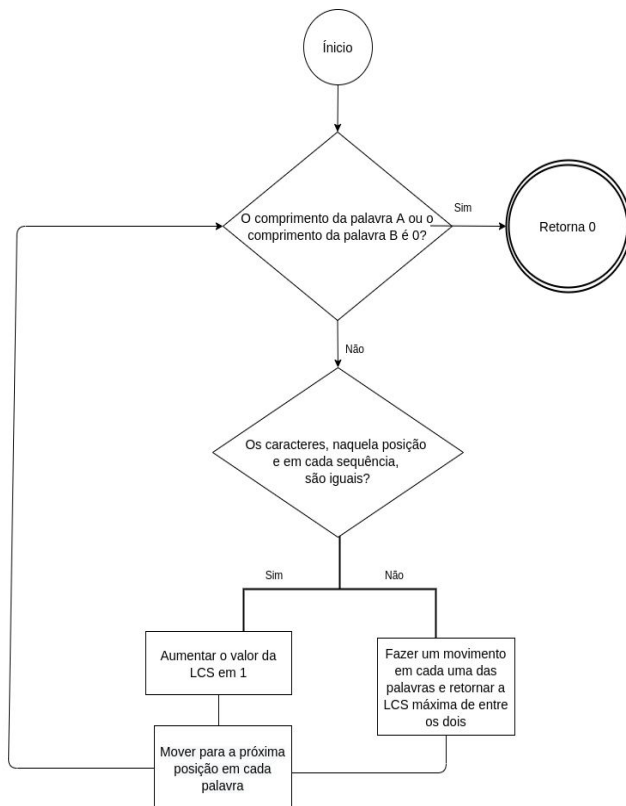 Ínicio
O comprimento da palavra A ou o
comprimento da palavra B é 0?
Sim
Retorna 0
Não
Os caracteres, naquela posição
e em cada sequência,
são iguais?
Sim
Não
Aumentar o valor da
LCS em 1
Fazer um movimento
em cada uma das
palavras e retornar a
LCS máxima de entre
os dois
Mover para a próxima
posição em cada
palavra